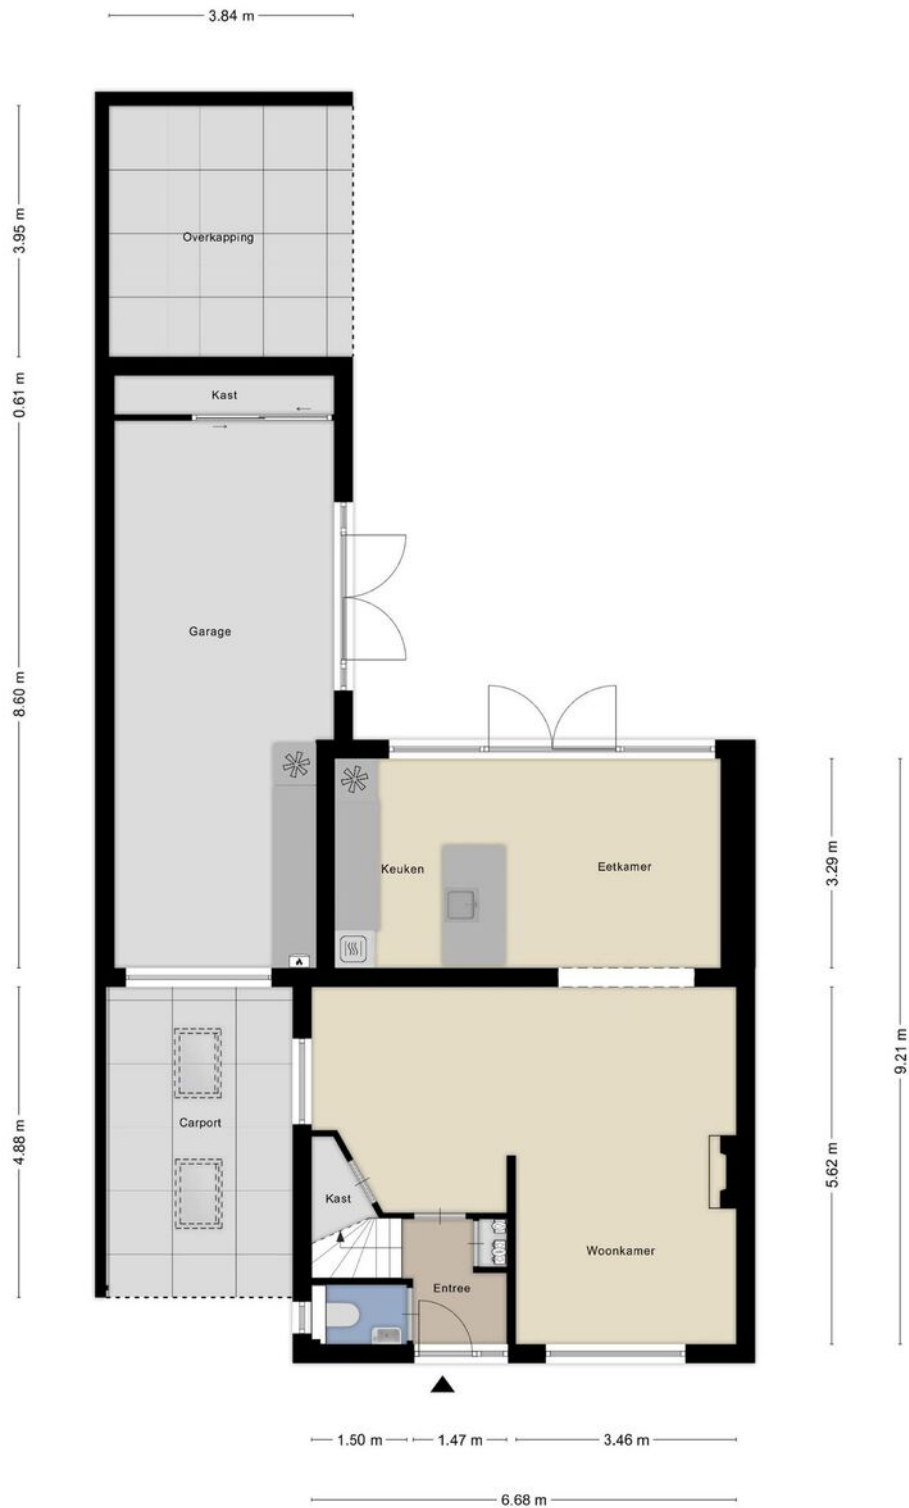 3.84 m
3.95 m
Overkapping
0.61 m
Kast
Garage
8.60 m
Keuken
Eetkamer
3.29 m
9.21 m
Carport
4.88 m
5.62 m
Kast
Woonkamer
Entree
1.50 m
1.47 m
3.46 m
6.68 m